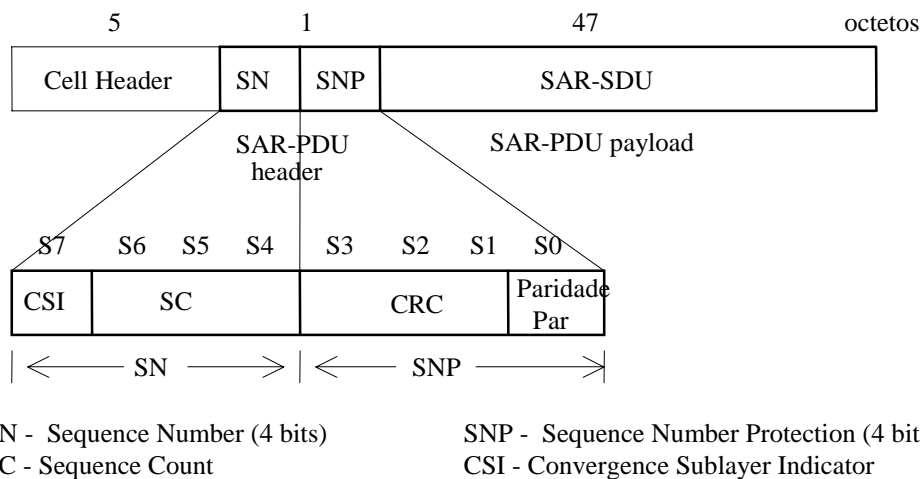 5 1 47 octetos
Cell Header SN SNP SAR-SDU
SAR-PDU header
SAR-PDU payload
S7 S6 S5 S4 S3 S2 S1 S0
CSI SC CRC Paridade Par
SN SNP
N - Sequence Number (4 bits) SNP - Sequence Number Protection (4 bit
C - Sequence Count CSI - Convergence Sublayer Indicator